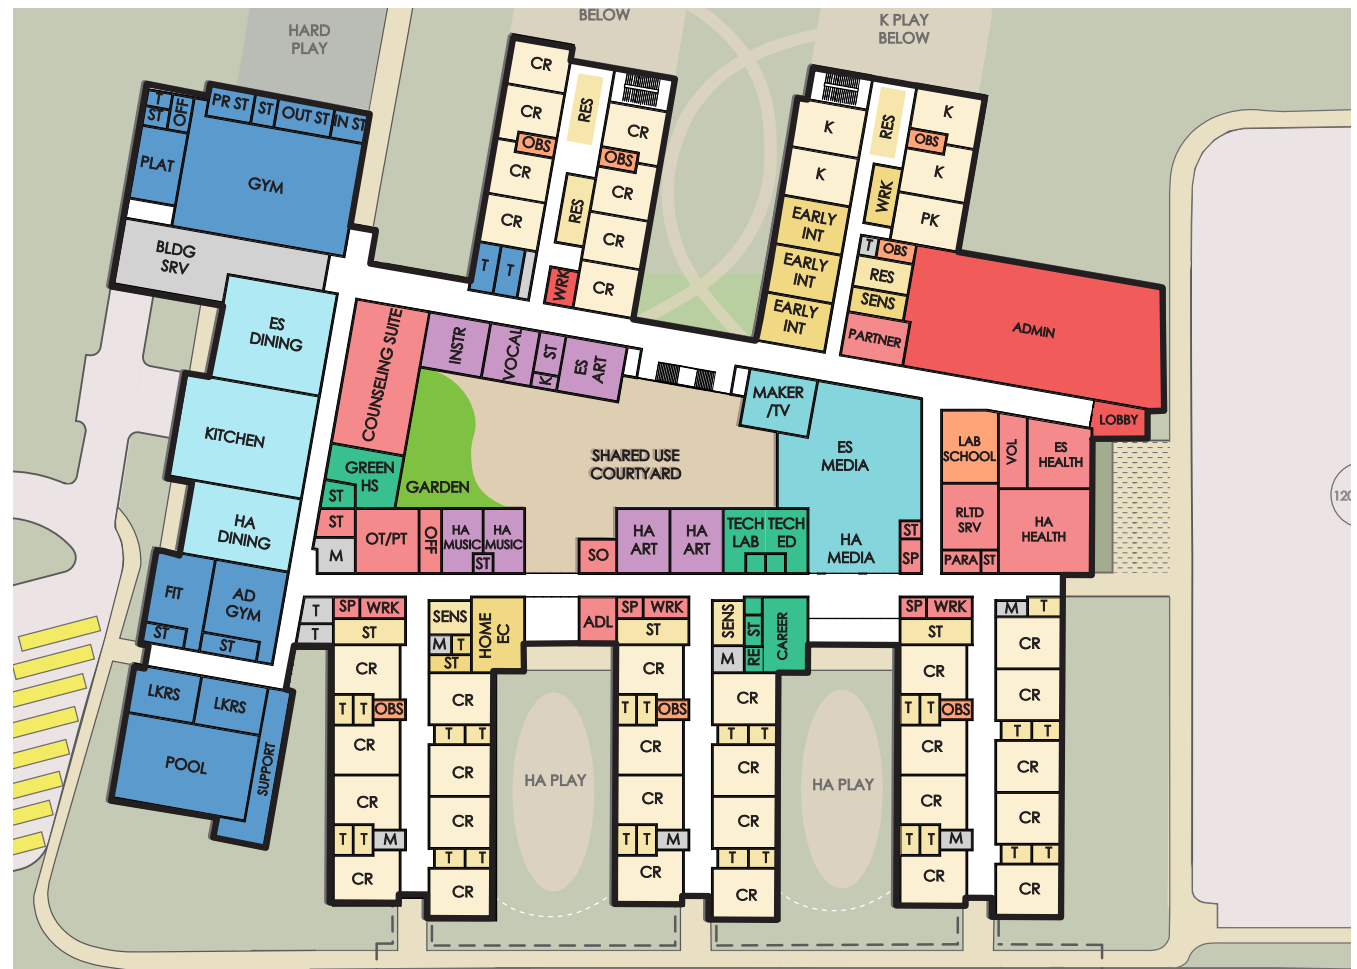 HARD
PLAY
BELOW
K PLAY
BELOW
T
ST
OFF
PR ST
ST
OUT ST
IN ST
PLAT
GYM
BLDG
SRV
CR
CR
OBS
CR
CR
T
T
RES
RES
WRK
CR
OBS
CR
CR
CR
K
K
EARLY
INT
EARLY
INT
EARLY
INT
RES
WRK
K
OBS
K
PK
T
OBS
RES
SENS
PARTNER
ADMIN
LOBBY
ES
DINING
KITCHEN
HA
DINING
COUNSELING SUITE
INSTR
VOCAL
ST
K
ES
ART
GREEN
HS
ST
GARDEN
SHARED USE
COURTYARD
MAKER
/TV
ES
MEDIA
HA
MEDIA
LAB
SCHOOL
VOL
ES
HEALTH
RLTD
SRV
HA
HEALTH
PARA
ST
120
ST
M
OT/PT
OFF
HA
MUSIC
HA
MUSIC
ST
SO
HA
ART
HA
ART
TECH
LAB
TECH
ED
ST
SP
FIT
AD
GYM
ST
ST
LKRS
LKRS
POOL
SUPPORT
T
T
SP
WRK
ST
CR
T
T
OBS
CR
CR
T
T
M
CR
SENS
M
T
ST
HOME
EC
CR
T
T
CR
CR
T
T
CR
HA PLAY
ADL
SP
WRK
ST
CR
T
T
OBS
CR
CR
T
T
M
CR
SENS
M
ST
RE
CAREER
CR
T
T
CR
CR
T
T
CR
HA PLAY
SP
WRK
ST
CR
T
T
OBS
CR
CR
T
T
M
CR
M
T
CR
CR
T
T
CR
CR
T
T
CR